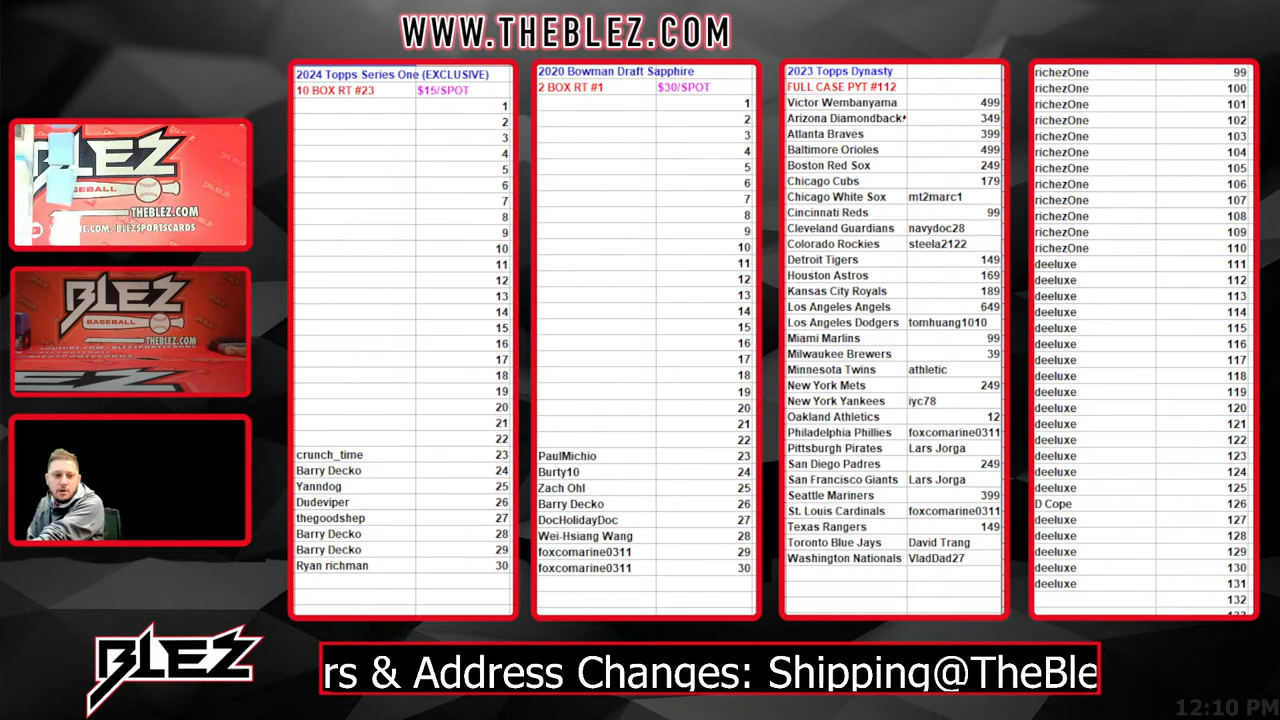 WWW.THEBLEZ.COM
BLEZ
BASEBALL
THEBLEZ.COM
BLEZ
BASEBALL
THEBLEZ.COM
2024 Topps Series One (EXCLUSIVE)
10 BOX RT #23 $15/SPOT
1
2
3
4
5
6
7
8
9
10
11
12
13
14
15
16
17
18
19
20
21
22
crunch_time 23
Barry Decko 24
Yanndog 25
Dudeviper 26
thegoodshep 27
Barry Decko 28
Barry Decko 29
Ryan richman 30
2020 Bowman Draft Sapphire
2 BOX RT #1 $30/SPOT
1
2
3
4
5
6
7
8
9
10
11
12
13
14
15
16
17
18
19
20
21
22
PaulMichio 23
Burty10 24
Zach Ohl 25
Barry Decko 26
DocHolidayDoc 27
Wei-Hsiang Wang 28
foxcomarine0311 29
foxcomarine0311 30
2023 Topps Dynasty
FULL CASE PYT #112
Victor Wembanyama 499
Arizona Diamondback 349
Atlanta Braves 399
Baltimore Orioles 499
Boston Red Sox 249
Chicago Cubs 179
Chicago White Sox mt2marc1
Cincinnati Reds 99
Cleveland Guardians navydoc28
Colorado Rockies steela2122
Detroit Tigers 149
Houston Astros 169
Kansas City Royals 189
Los Angeles Angels 649
Los Angeles Dodgers tomhuang1010
Miami Marlins 99
Milwaukee Brewers 39
Minnesota Twins athletic
New York Mets 249
New York Yankees iyc78
Oakland Athletics 12
Philadelphia Phillies foxcomarine0311
Pittsburgh Pirates Lars Jorga
San Diego Padres 249
San Francisco Giants Lars Jorga
Seattle Mariners 399
St. Louis Cardinals foxcomarine0311
Texas Rangers 149
Toronto Blue Jays David Trang
Washington Nationals VladDad27
richezOne 99
richezOne 100
richezOne 101
richezOne 102
richezOne 103
richezOne 104
richezOne 105
richezOne 106
richezOne 107
richezOne 108
richezOne 109
richezOne 110
deeluxe 111
deeluxe 112
deeluxe 113
deeluxe 114
deeluxe 115
deeluxe 116
deeluxe 117
deeluxe 118
deeluxe 119
deeluxe 120
deeluxe 121
deeluxe 122
deeluxe 123
deeluxe 124
deeluxe 125
D Cope 126
deeluxe 127
deeluxe 128
deeluxe 129
deeluxe 130
deeluxe 131
132
BLEZ
rs & Address Changes: Shipping@TheBle
12:10 PM